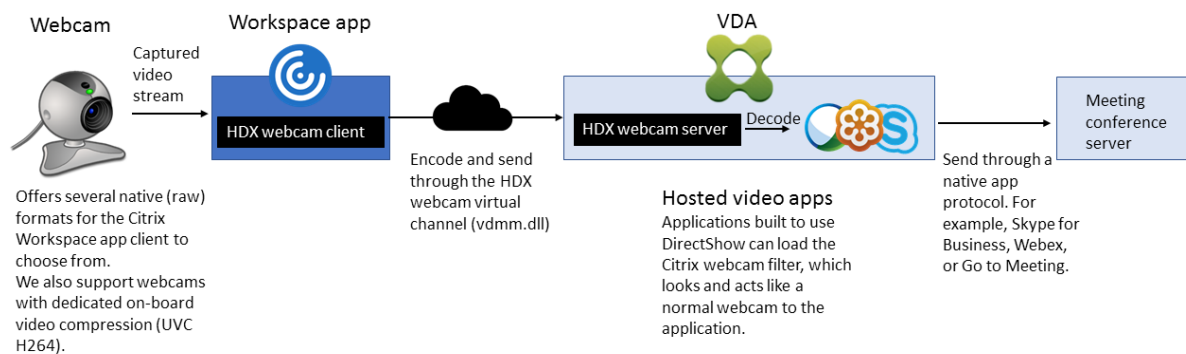 Webcam
Captured
video
stream
Offers several native (raw)
formats for the Citrix
Workspace app client to
choose from.
We also support webcams
with dedicated on-board
video compression (UVC
H264).
Workspace app
HDX webcam client
Encode and send
through the HDX
webcam virtual
channel (vdmm.dll)
VDA
HDX webcam server
Decode
S
Hosted video apps
Applications built to use
DirectShow can load the
Citrix webcam filter, which
looks and acts like a
normal webcam to the
application.
Send through a
native app
protocol. For
example, Skype for
Business, Webex,
or Go to Meeting.
Meeting
conference
server